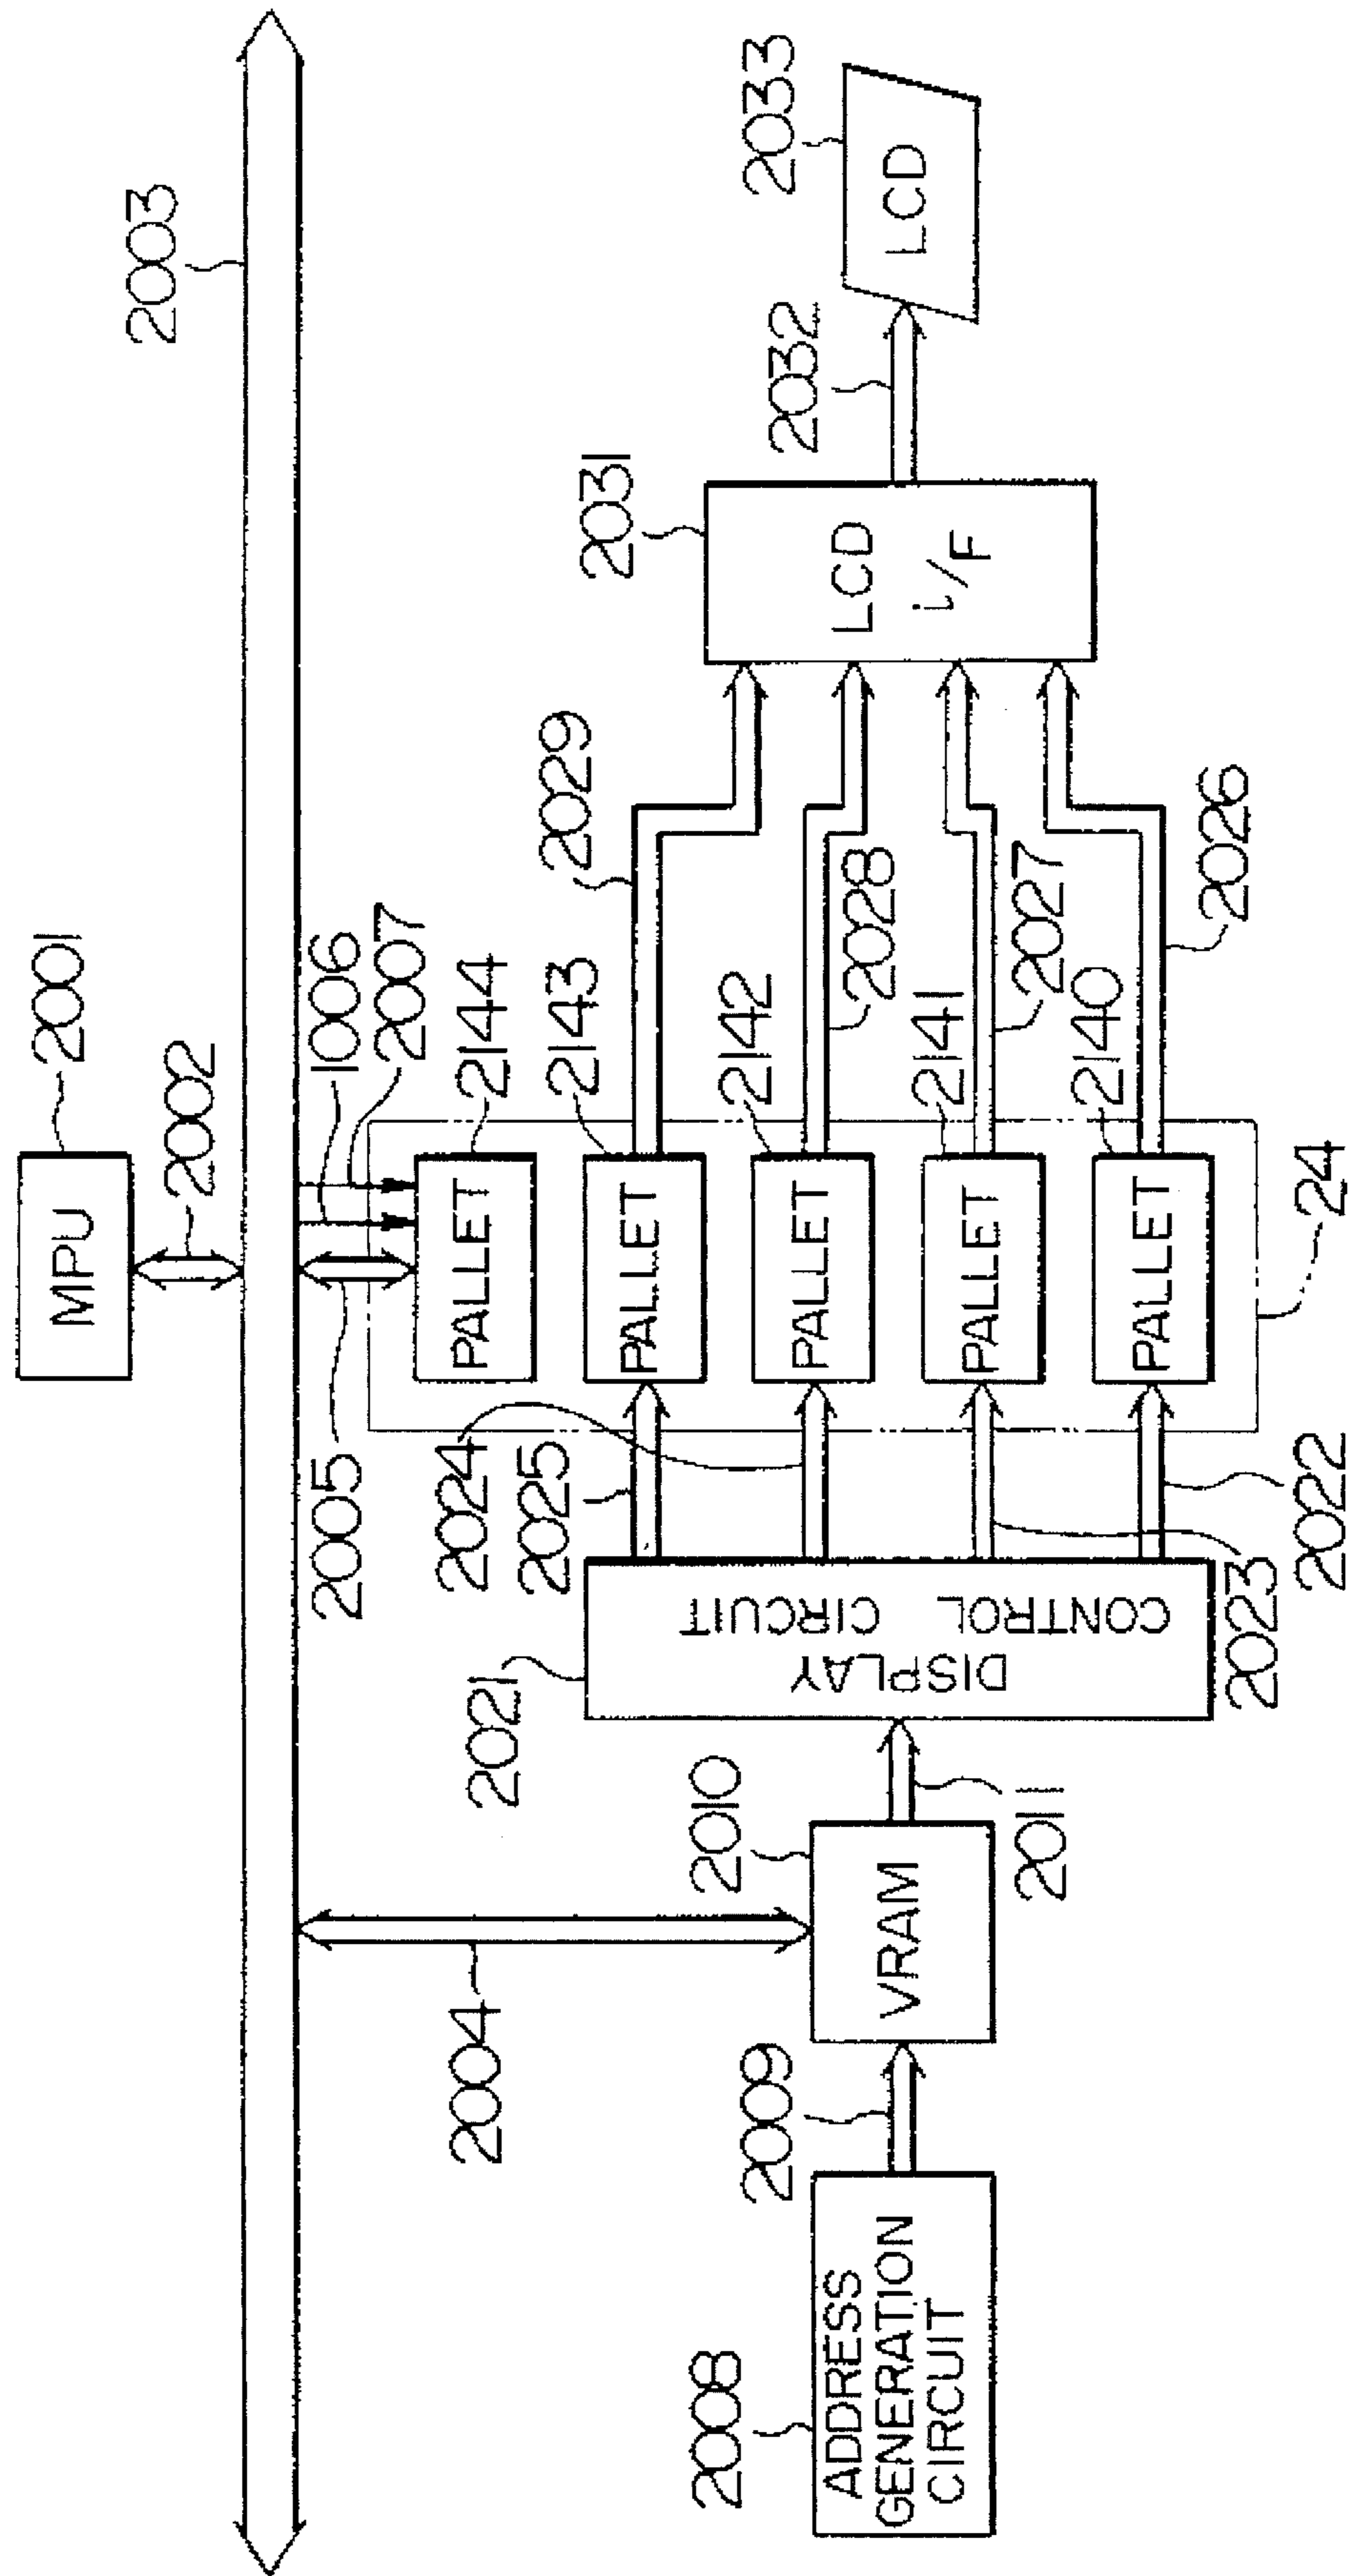 MPU
2001
2002
2003
2005
1006
2007
2004
PALLET
2144
2024
2025
PALLET
2143
2029
PALLET
2142
2028
PALLET
2141
2027
PALLET
2140
2026
24
2021
DISPLAY
CONTROL CIRCUIT
2023
2022
2008
ADDRESS
GENERATION
CIRCUIT
2009
VRAM
2010
2011
2031
LCD
i/F
2032
LCD
2033